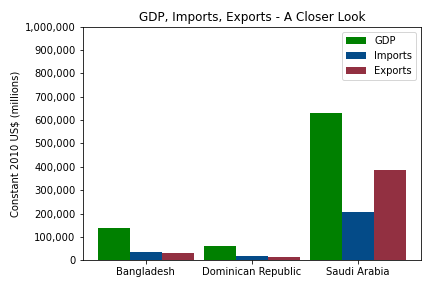 GDP, Imports, Exports - A Closer Look
1,000,000
900,000
800,000
700,000
600,000
500,000
400,000
300,000
200,000
100,000
0
Constant 2010 US$ (millions)
GDP
Imports
Exports
Bangladesh
Dominican Republic
Saudi Arabia